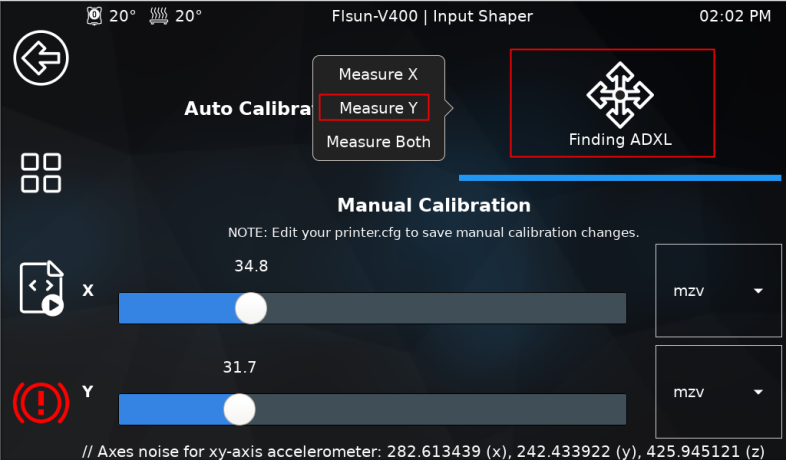 20° 20° Flsun-V400 | Input Shaper 02:02 PM
Measure X
Auto Calibra
Measure Y
Measure Both
Finding ADXL
Manual Calibration
NOTE: Edit your printer.cfg to save manual calibration changes.
34.8
X
mzv
31.7
Y
mzv
// Axes noise for xy-axis accelerometer: 282.613439 (x), 242.433922 (y), 425.945121 (z)